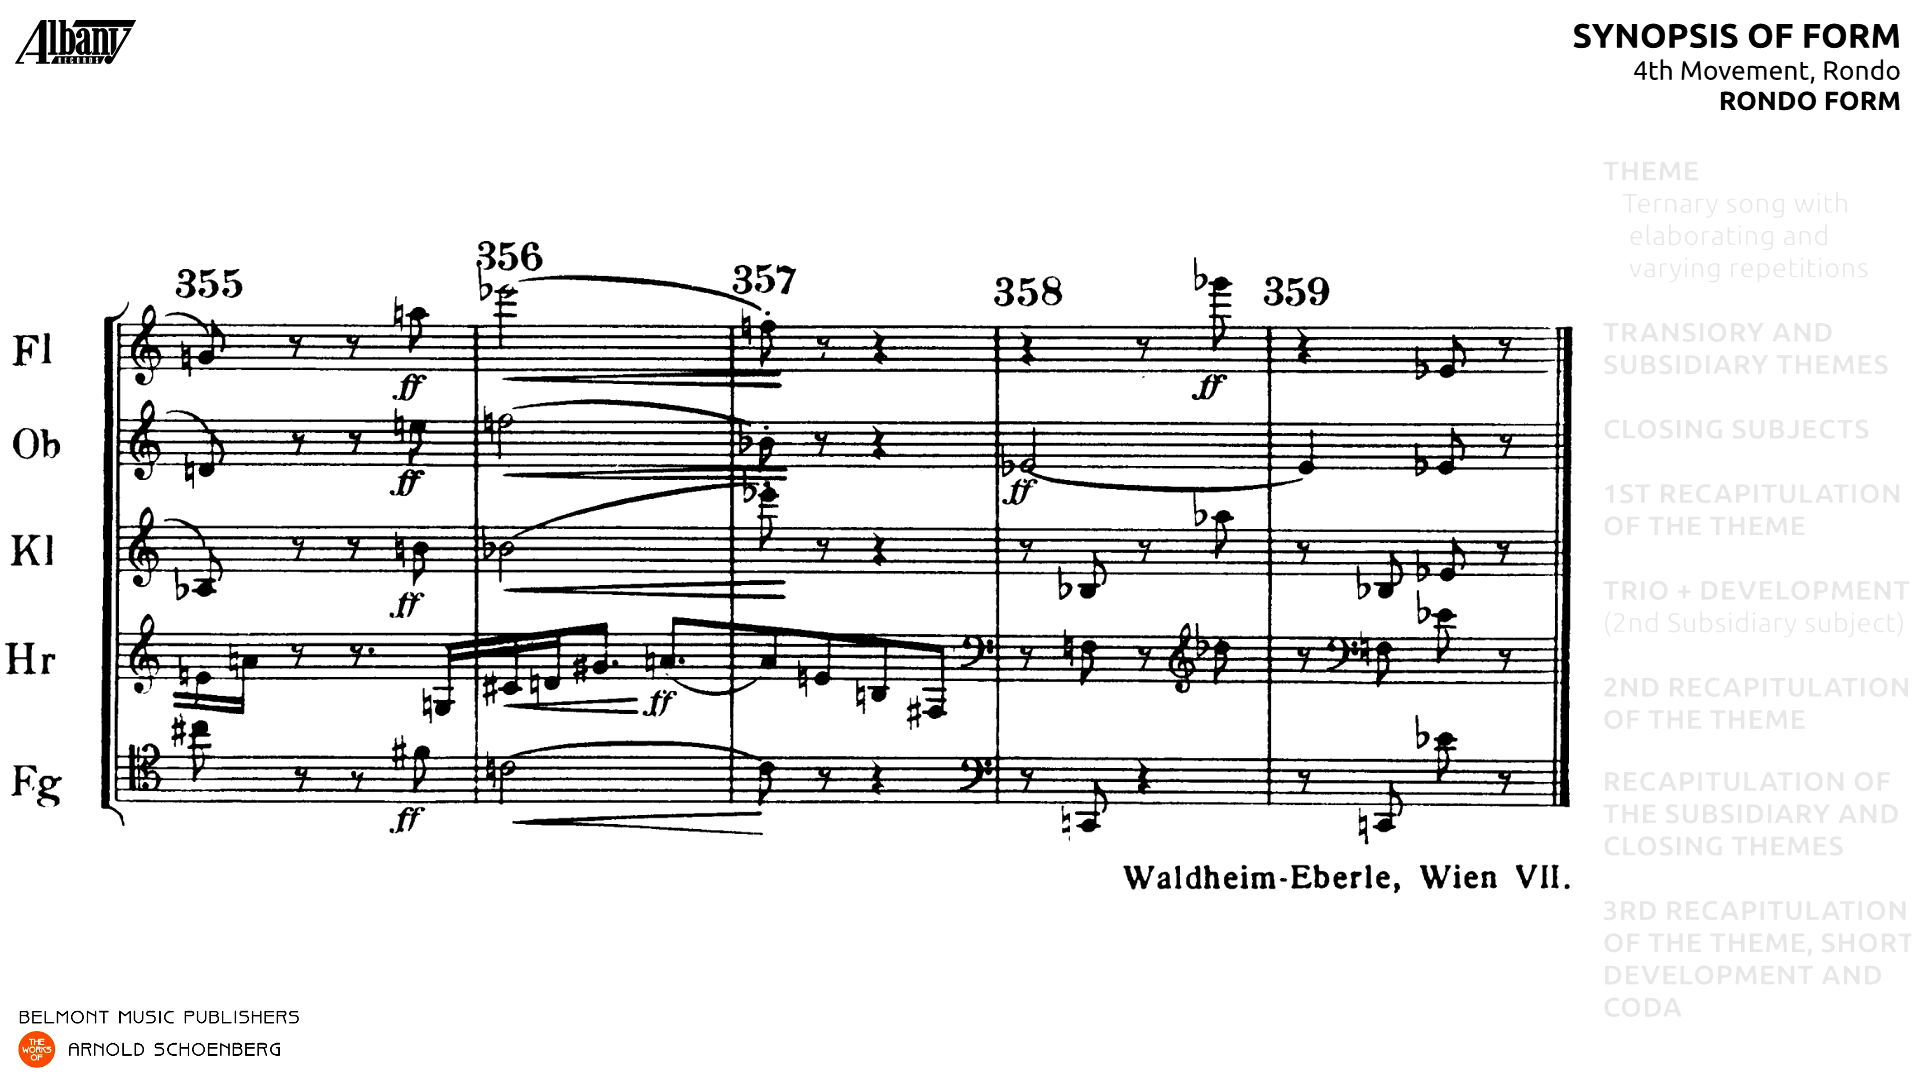 Albany
RECORDS
SYNOPSIS OF FORM
4th Movement, Rondo
RONDO FORM
THEME
Ternary song with
elaborating and
varying repetitions
TRANSIORY AND
SUBSIDIARY THEMES
CLOSING SUBJECTS
1ST RECAPITULATION
OF THE THEME
TRIO + DEVELOPMENT
(2nd Subsidiary subject)
2ND RECAPITULATION
OF THE THEME
RECAPITULATION OF
THE SUBSIDIARY AND
CLOSING THEMES
3RD RECAPITULATION
OF THE THEME, SHORT
DEVELOPMENT AND
CODA
355 356 357 358 359
Fl
ff ff
Ob
ff ff
Kl
ff
Hr
ff
Fg
ff
Waldheim-Eberle, Wien VII.
BELMONT MUSIC PUBLISHERS
THE
WORKS
OF
ARNOLD SCHOENBERG